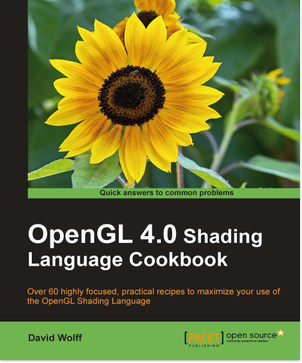 Quick answers to common problems
OpenGL 4.0 Shading
Language Cookbook
Over 60 highly focused, practical recipes to maximize your use of
the OpenGL Shading Language
David Wolff
[PACKT] open source*
PUBLISHING